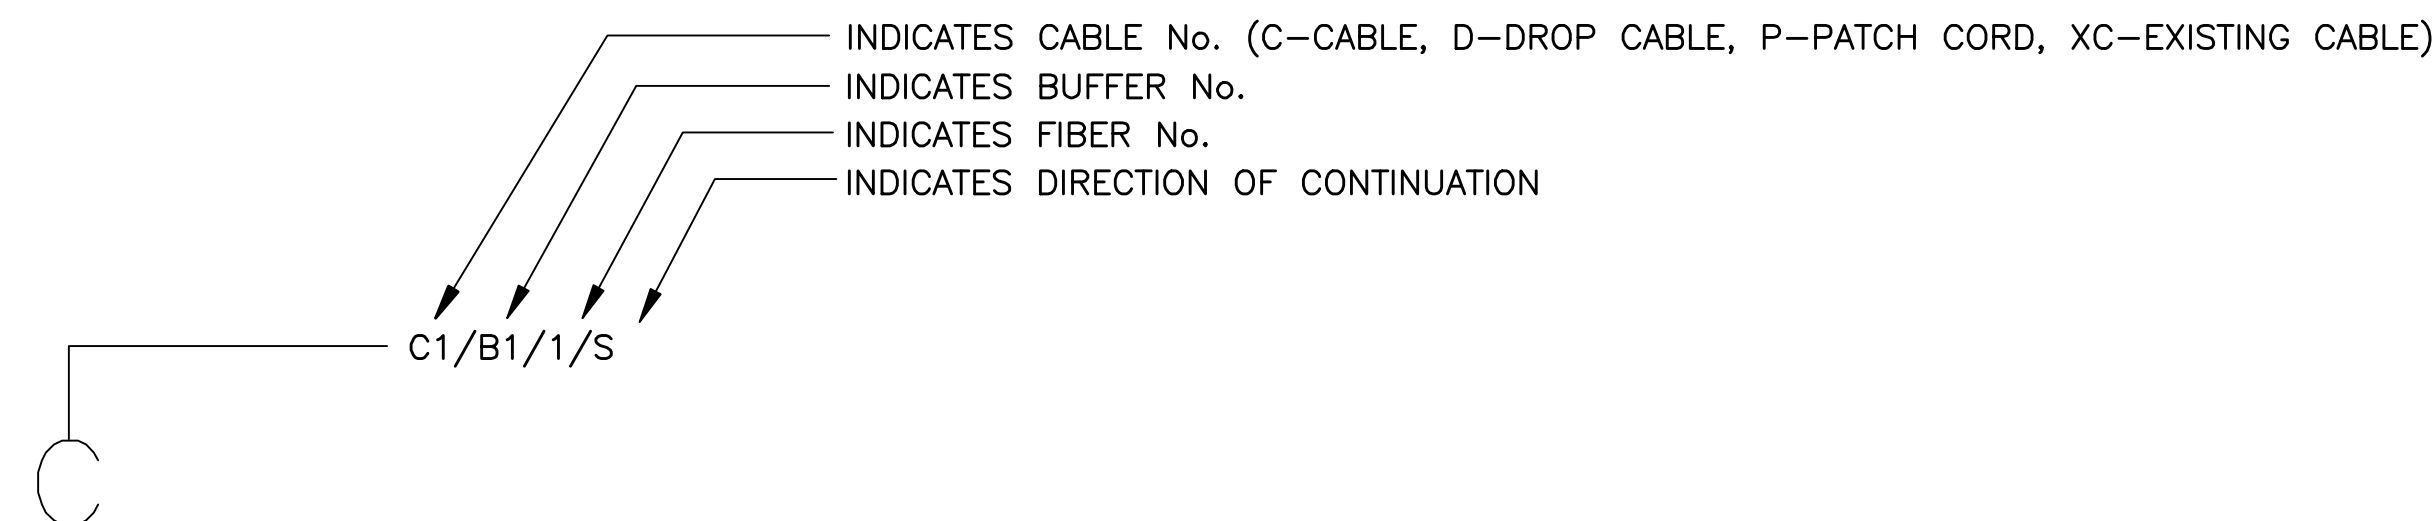 INDICATES CABLE No. (C-CABLE, D-DROP CABLE, P-PATCH CORD, XC-EXISTING CABLE)
INDICATES BUFFER No.
INDICATES FIBER No.
INDICATES DIRECTION OF CONTINUATION
C1/B1/1/S